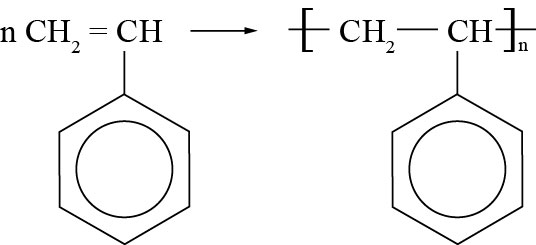 n CH₂ = CH → —[— CH₂ — CH —]—ₙ